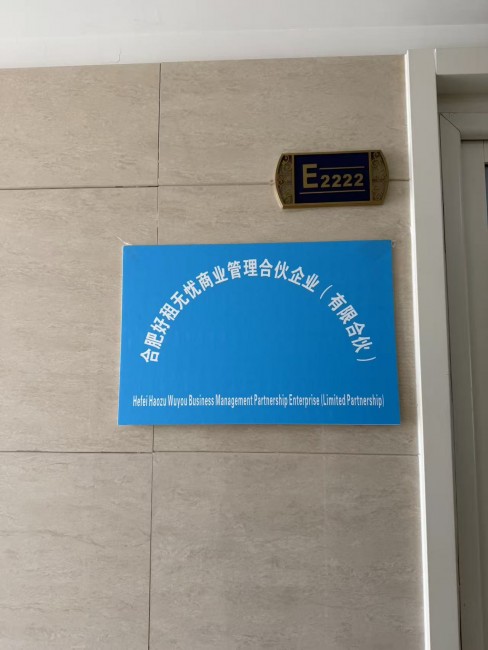 E2222
合肥好租无忧商业管理合伙企业（有限合伙）
Hefei Haozu Wuyou Business Management Partnership Enterprise (Limited Partnership)